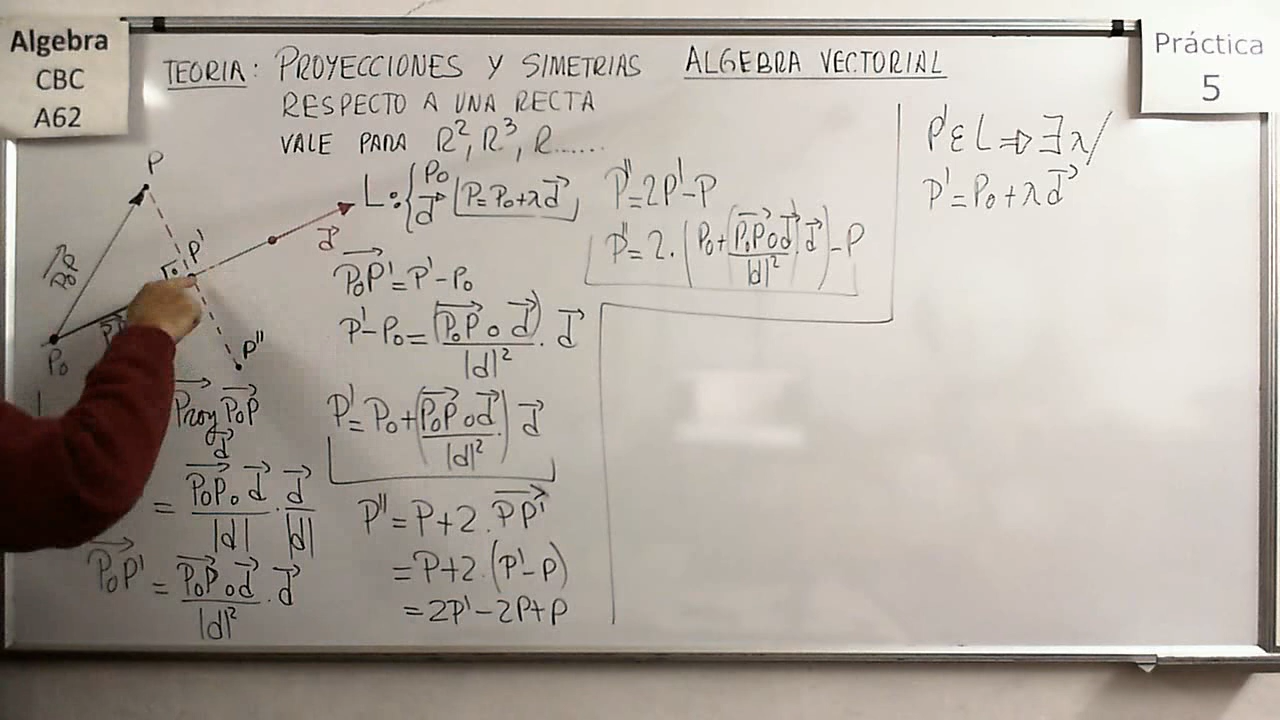 Algebra
CBC
A62
Práctica
5
TEORIA: PROYECCIONES Y SIMETRIAS ALGEBRA VECTORIAL
RESPECTO A UNA RECTA
VALE PARA R², R³, R......
P
P₀P→
P₀
P'
d→
P''
Proy→ P₀P→
d→
= (P₀P₀ d→)/|d| · d→/|d|
P₀P'→ = (P₀P→ o d→)/|d|² · d→
L: { P₀
d→ P=P₀+λd→
P₀P'→ = P'-P₀
P'-P₀ = (P₀P→ o d→)/|d|² · d→
P' = P₀+(P₀P→ o d→/|d|²) d→
P'' = P+2.PP'→
= P+2.(P'-P)
= 2P'-2P+P
P''=2P'-P
P''=2.(P₀+(P₀P→ o d→)/|d|² · d→)-P
P' ε L ⇒ ∃ λ/
P'=P₀+λd→